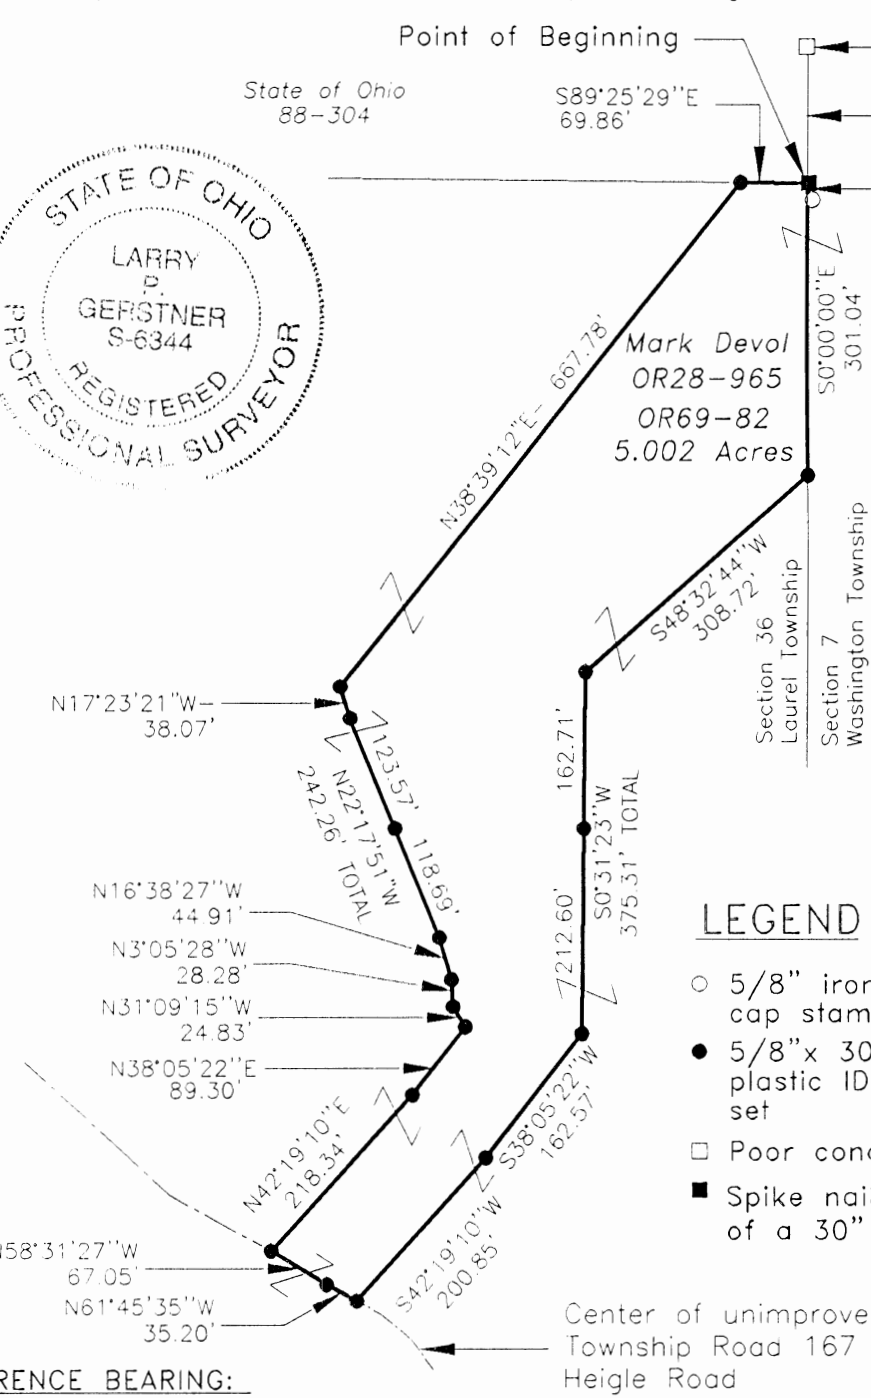 Point of Beginning
State of Ohio
88-304
S89°25'29"E
69.86'
STATE OF OHIO
LARRY
P.
GERSTNER
S-6344
REGISTERED
PROFESSIONAL SURVEYOR
S0°00'00"E
301.04'
Mark Devol
OR28-965
OR69-82
5.002 Acres
N38°39'12"E- 667.78'
S48°32'44"W
308.72'
Section 36
Laurel Township
Section 7
Washington Township
N17°23'21"W-
38.07'
123.57'
N22°17'51"W
242.26' TOTAL
118.69'
162.71'
S0°31'23"W
375.31' TOTAL
212.60'
N16°38'27"W
44.91'
N3°05'28"W
28.28'
N31°09'15"W
24.83'
N38°05'22"E
89.30'
N42°19'10"E
218.34'
S38°05'22"W
162.57'
S42°19'10"W
200.85'
58°31'27"W
67.05'
N61°45'35"W
35.20'
LEGEND
5/8" iron
cap stam
5/8"x 30
plastic ID
set
Poor cond
Spike nai
of a 30"
Center of unimprove
Township Road 167
Heigle Road
RENCE BEARING: